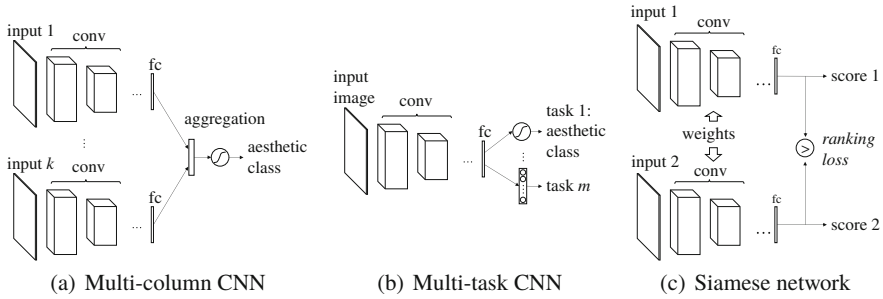 input 1
conv
...
fc
...
aggregation
aesthetic
class
input k
conv
...
fc
(a) Multi-column CNN
input
image
conv
...
fc
task 1:
aesthetic
class
...
task m
(b) Multi-task CNN
input 1
conv
...
fc
score 1
weights
>
ranking
loss
input 2
conv
...
fc
score 2
(c) Siamese network